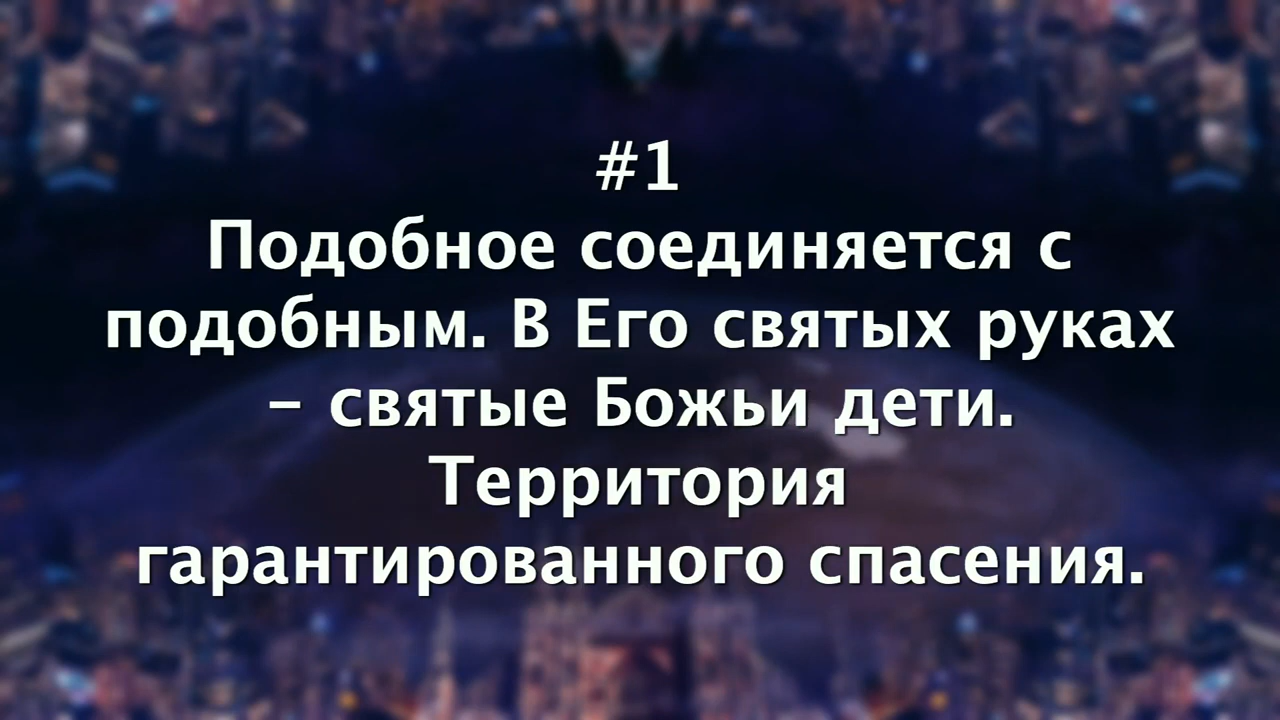 #1
Подобное соединяется с
подобным. В Его святых руках
– святые Божьи дети.
Территория
гарантированного спасения.